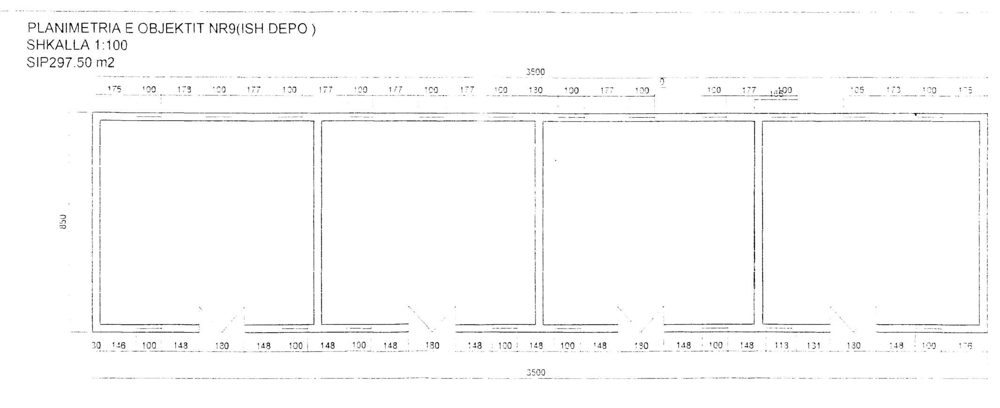 PLANIMETRIA E OBJEKTIT NR9(ISH DEPO )
SHKALLA 1:100
SIP297.50 m2
3500
175 100 173 100 177 100 177 100 177 100 177 100 130 100 177 100 0 100 177 100 105 173 100 175
166
850
30 146 100 148 180 148 100 148 100 148 180 148 100 148 100 148 180 148 100 148 113 131 180 148 100 176
3500